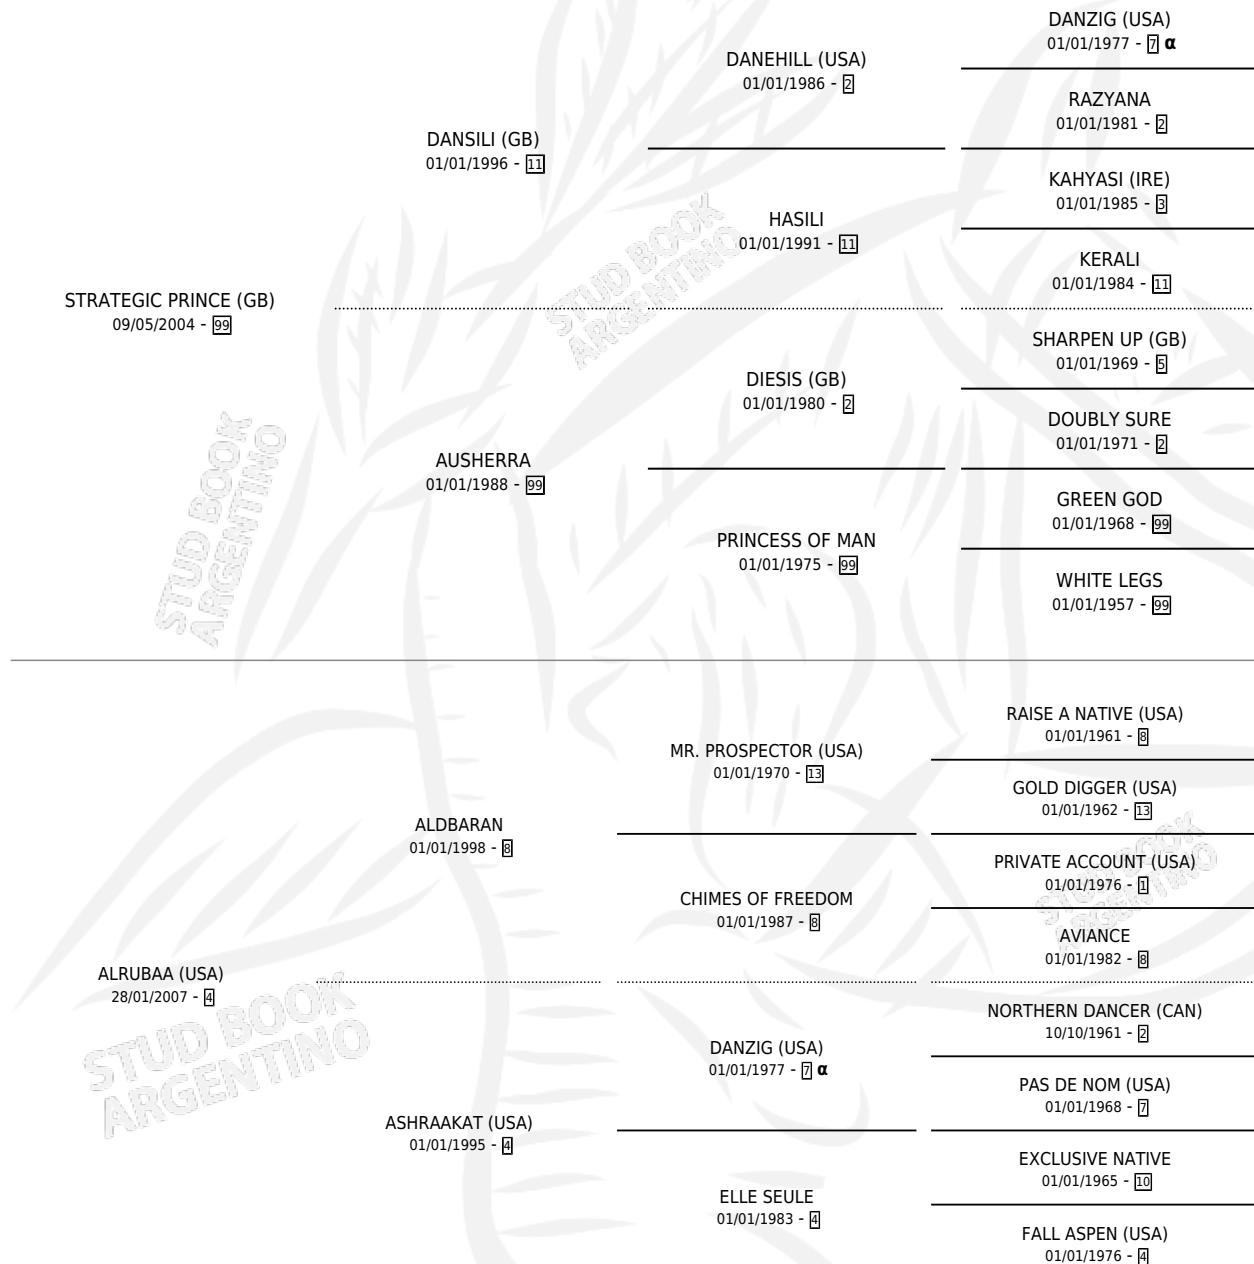 DANZIG (USA)
01/01/1977 - 7 α
DANEHILL (USA)
01/01/1986 - 2
RAZYANA
01/01/1981 - 2
DANSILI (GB)
01/01/1996 - 11
KAHYASI (IRE)
01/01/1985 - 3
HASILI
01/01/1991 - 11
KERALI
01/01/1984 - 11
STRATEGIC PRINCE (GB)
09/05/2004 - 99
SHARPEN UP (GB)
01/01/1969 - 5
DIESIS (GB)
01/01/1980 - 2
DOUBLY SURE
01/01/1971 - 2
AUSHERRA
01/01/1988 - 99
GREEN GOD
01/01/1968 - 99
PRINCESS OF MAN
01/01/1975 - 99
WHITE LEGS
01/01/1957 - 99
RAISE A NATIVE (USA)
01/01/1961 - 8
MR. PROSPECTOR (USA)
01/01/1970 - 13
GOLD DIGGER (USA)
01/01/1962 - 13
ALDBARAN
01/01/1998 - 8
PRIVATE ACCOUNT (USA)
01/01/1976 - 1
CHIMES OF FREEDOM
01/01/1987 - 8
AVIANCE
01/01/1982 - 8
ALRUBAA (USA)
28/01/2007 - 4
NORTHERN DANCER (CAN)
10/10/1961 - 2
DANZIG (USA)
01/01/1977 - 7 α
PAS DE NOM (USA)
01/01/1968 - 7
ASHRAAKAT (USA)
01/01/1995 - 4
EXCLUSIVE NATIVE
01/01/1965 - 10
ELLE SEULE
01/01/1983 - 4
FALL ASPEN (USA)
01/01/1976 - 4
STUD BOOK
ARGENTINO
STUD BOOK
ARGENTINO
STUD BOOK
ARGENTINO
STUD BOOK
ARGENTINO